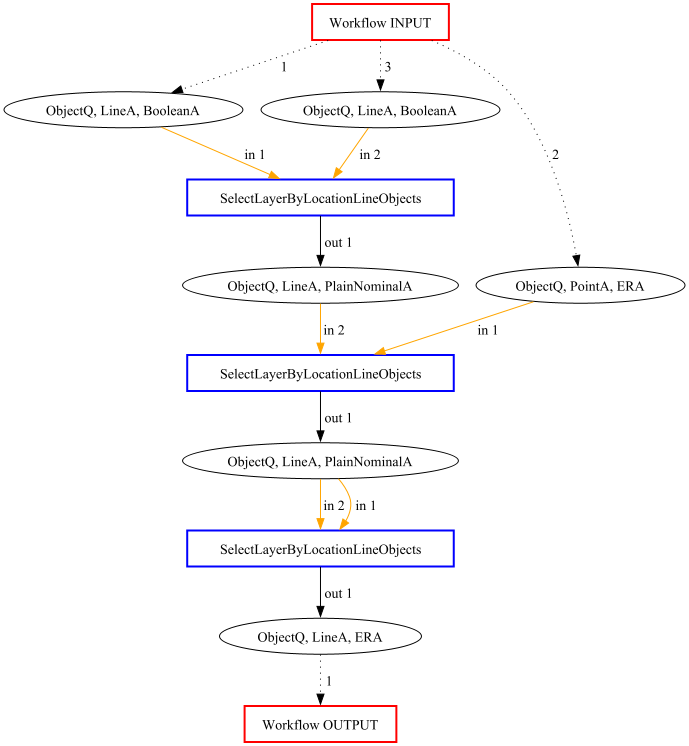 Workflow INPUT
1
3
2
ObjectQ, LineA, BooleanA
ObjectQ, LineA, BooleanA
in 1
in 2
SelectLayerByLocationLineObjects
out 1
ObjectQ, LineA, PlainNominalA
ObjectQ, PointA, ERA
in 2
in 1
SelectLayerByLocationLineObjects
out 1
ObjectQ, LineA, PlainNominalA
in 2
in 1
SelectLayerByLocationLineObjects
out 1
ObjectQ, LineA, ERA
1
Workflow OUTPUT